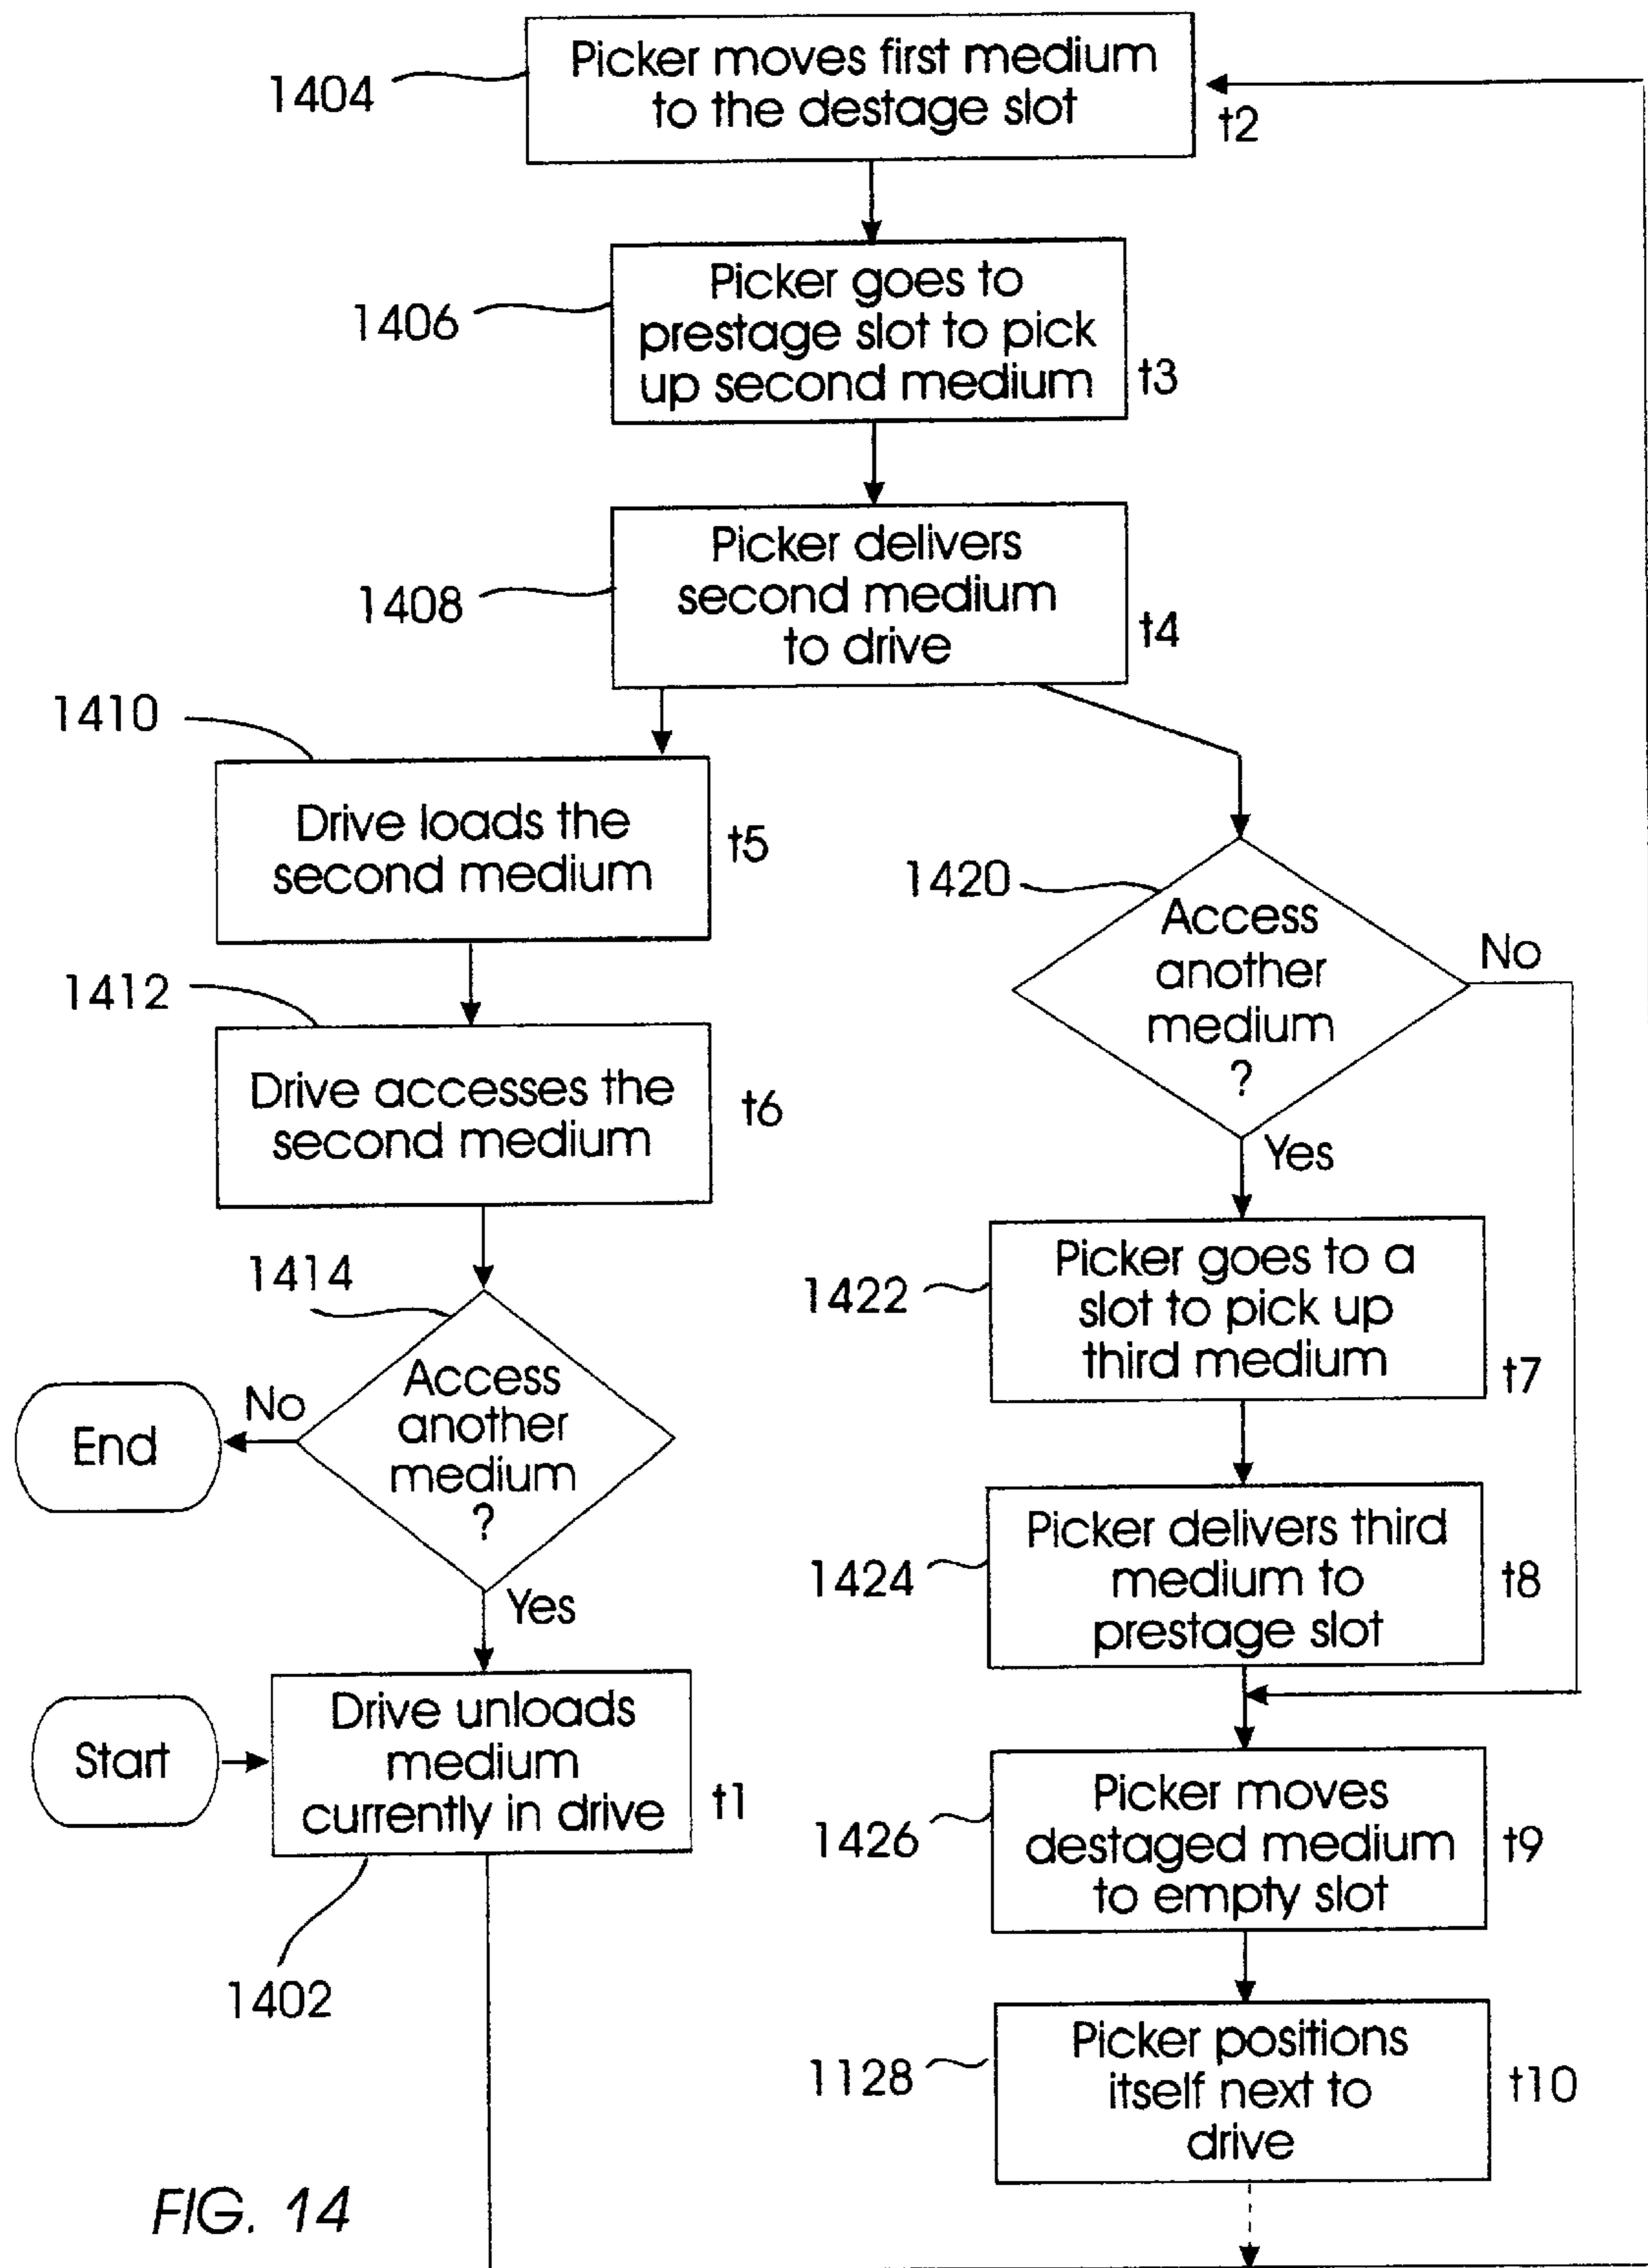 Picker moves first medium
to the destage slot
1404
t2
Picker goes to
prestage slot to pick
up second medium
1406
t3
Picker delivers
second medium
to drive
1408
t4
1410
Drive loads the
second medium
t5
1412
Drive accesses the
second medium
t6
1414
Access
another
medium
?
No
End
Yes
Start
Drive unloads
medium
currently in drive
t1
1402
1420
Access
another
medium
?
No
Yes
Picker goes to a
slot to pick up
third medium
1422
t7
Picker delivers third
medium to
prestage slot
1424
t8
Picker moves
destaged medium
to empty slot
1426
t9
Picker positions
itself next to
drive
1128
t10
FIG. 14